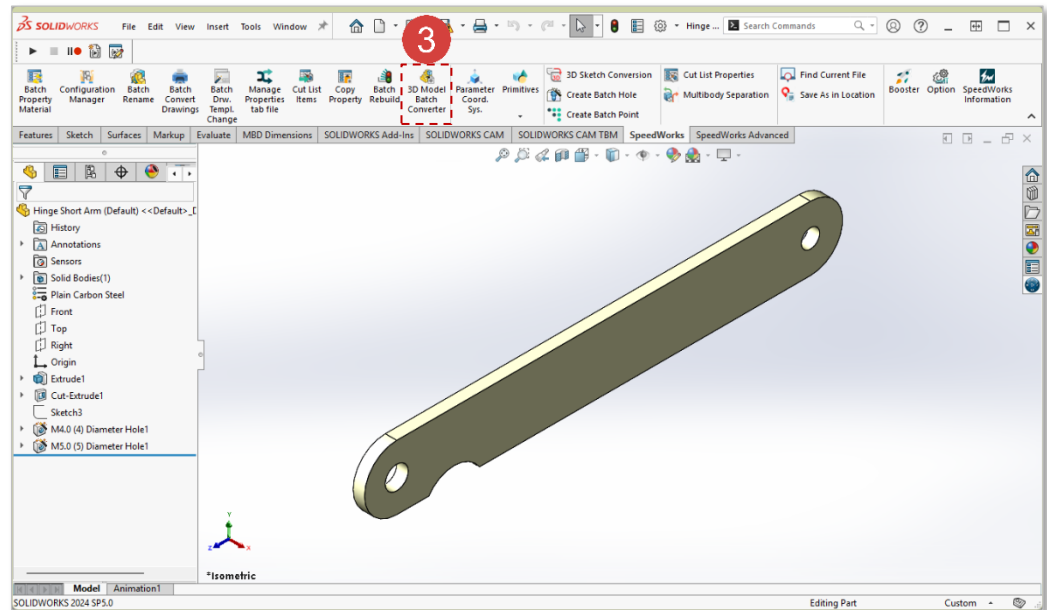 3S SOLIDWORKS File Edit View Insert Tools Window Hinge ... Search Commands
3
Batch Property Material
Configuration Manager
Batch Rename
Batch Convert Drawings
Batch Drw. Templ. Change
Manage Properties tab file
Cut List Items
Copy Property
Batch Rebuild
3D Model Batch Converter
Parameter Coord. Sys.
Primitives
3D Sketch Conversion
Create Batch Hole
Create Batch Point
Cut List Properties
Multibody Separation
Find Current File
Save As in Location
Booster
Option
SpeedWorks Information
Features Sketch Surfaces Markup Evaluate MBD Dimensions SOLIDWORKS Add-Ins SOLIDWORKS CAM SOLIDWORKS CAM TBM SpeedWorks SpeedWorks Advanced
Hinge Short Arm (Default) <<Default>_D
History
Annotations
Sensors
Solid Bodies(1)
Plain Carbon Steel
Front
Top
Right
Origin
Extrude1
Cut-Extrude1
Sketch3
M4.0 (4) Diameter Hole1
M5.0 (5) Diameter Hole1
Y
Z X
*Isometric
Model Animation1
SOLIDWORKS 2024 SP5.0 Editing Part Custom